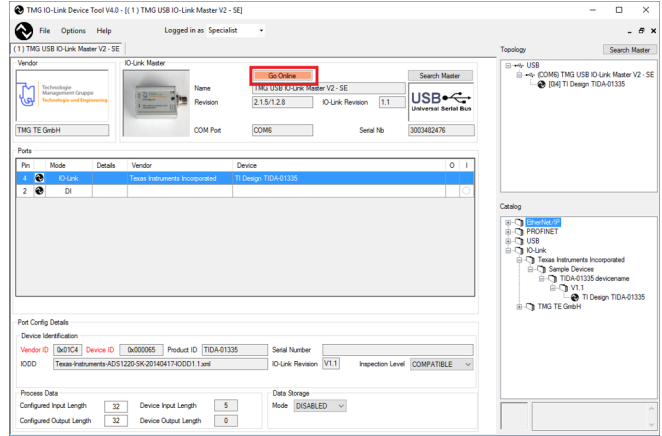 TMG IO-Link Device Tool V4.0 - [( 1 ) TMG USB IO-Link Master V2 - SE]
File Options Help Logged in as Specialist
( 1 ) TMG USB IO-Link Master V2 - SE
Vendor
Technologie
Management Gruppe
Technologie und Engineering
TMG TE GmbH
IO-Link Master
Go Online
Search Master
Name TMG USB IO-Link Master V2 - SE
Revision 2.1.5/1.2.8 IO-Link Revision 1.1
USB
Universal Serial Bus
COM Port COM6 Serial Nb 3003482476
Ports
Pin Mode Details Vendor Device O I
4 IO-Link Texas Instruments Incorporated TI Design TIDA-01335
2 DI
Port Config Details
Device Identification
Vendor ID 0x01C4 Device ID 0x000065 Product ID TIDA-01335 Serial Number
IODD Texas-Instruments-ADS1220-SK-20140417-IODD1.1.xml IO-Link Revision V1.1 Inspection Level COMPATIBLE
Process Data
Configured Input Length 32 Device Input Length 5
Configured Output Length 32 Device Output Length 0
Data Storage
Mode DISABLED
Topology Search Master
USB
(COM6) TMG USB IO-Link Master V2 - SE
[0|4] TI Design TIDA-01335
Catalog
EtherNet/IP
PROFINET
USB
IO-Link
Texas Instruments Incorporated
Sample Devices
TIDA-01335 devicename
V1.1
TI Design TIDA-01335
TMG TE GmbH